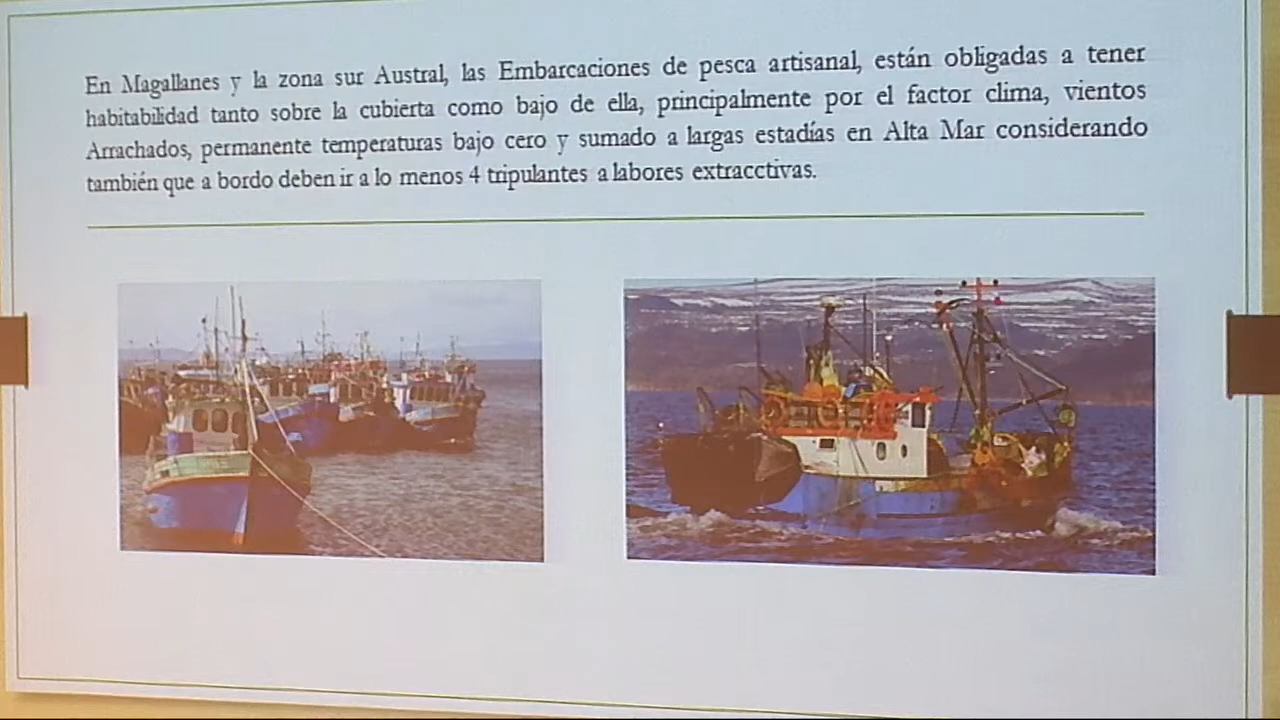 En Magallanes y la zona sur Austral, las Embarcaciones de pesca artisanal, están obligadas a tener
habitabilidad tanto sobre la cubierta como bajo de ella, principalmente por el factor clima, vientos
Arrachados, permanente temperaturas bajo cero y sumado a largas estadías en Alta Mar considerando
también que a bordo deben ir a lo menos 4 tripulantes a labores extracctivas.